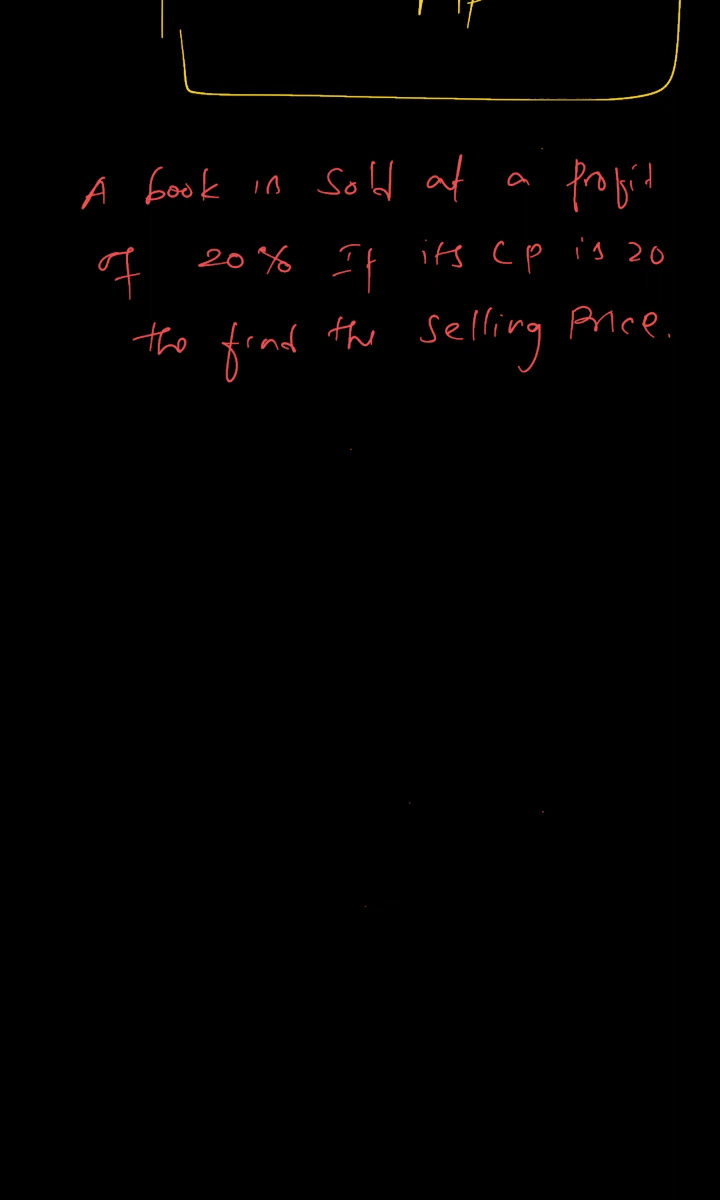 A book is sold at a profit
of 20% If its CP is 20
the find the selling Price.